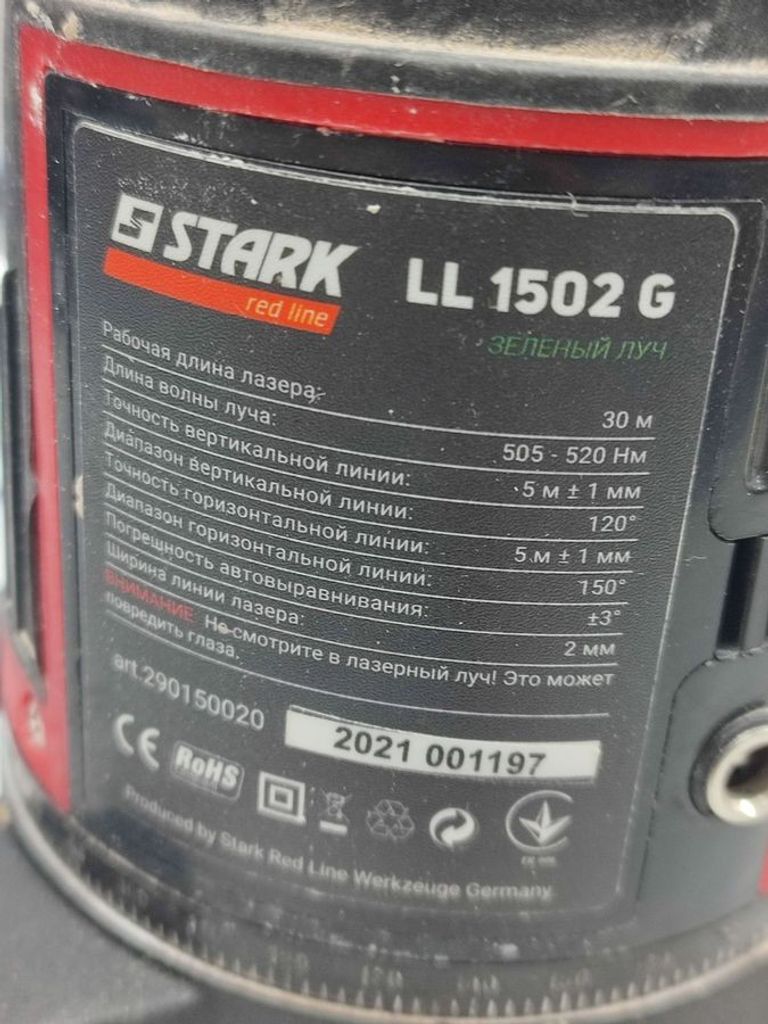 STARK
red line
LL 1502 G
ЗЕЛЕНЫЙ ЛУЧ
Рабочая длина лазера: 30 м
Длина волны луча: 505 - 520 Нм
Точность вертикальной линии: 5 м ± 1 мм
Диапазон вертикальной линии: 120°
Точность горизонтальной линии: 5 м ± 1 мм
Диапазон горизонтальной линии: 150°
Погрешность автовыравнивания: ±3°
Ширина линии лазера: 2 мм
ВНИМАНИЕ Не смотрите в лазерный луч! Это может
повредить глаза.
art.290150020
2021 001197
CE RoHS
Produced by Stark Red Line Werkzeuge Germany